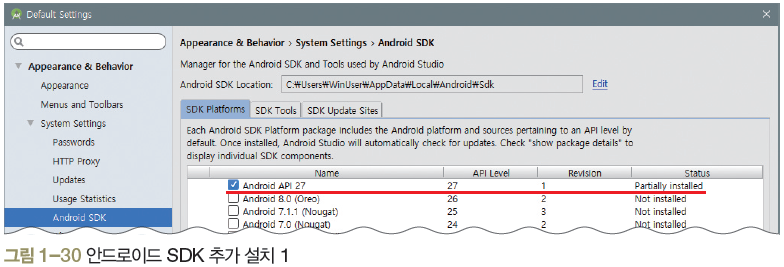 Default Settings
Appearance & Behavior › System Settings › Android SDK
Manager for the Android SDK and Tools used by Android Studio
Android SDK Location: C:₩Users₩WinUser₩AppData₩Local₩Android₩Sdk Edit
Appearance & Behavior
Appearance
Menus and Toolbars
System Settings
Passwords
HTTP Proxy
Updates
Usage Statistics
Android SDK
SDK Platforms SDK Tools SDK Update Sites
Each Android SDK Platform package includes the Android platform and sources pertaining to an API level by
default. Once installed, Android Studio will automatically check for updates. Check "show package details" to
display individual SDK components.
Name API Level Revision Status
Android API 27 27 1 Partially installed
Android 8.0 (Oreo) 26 2 Not installed
Android 7.1.1 (Nougat) 25 3 Not installed
Android 7.0 (Nougat) 24 2 Not installed
그림 1-30 안드로이드 SDK 추가 설치 1